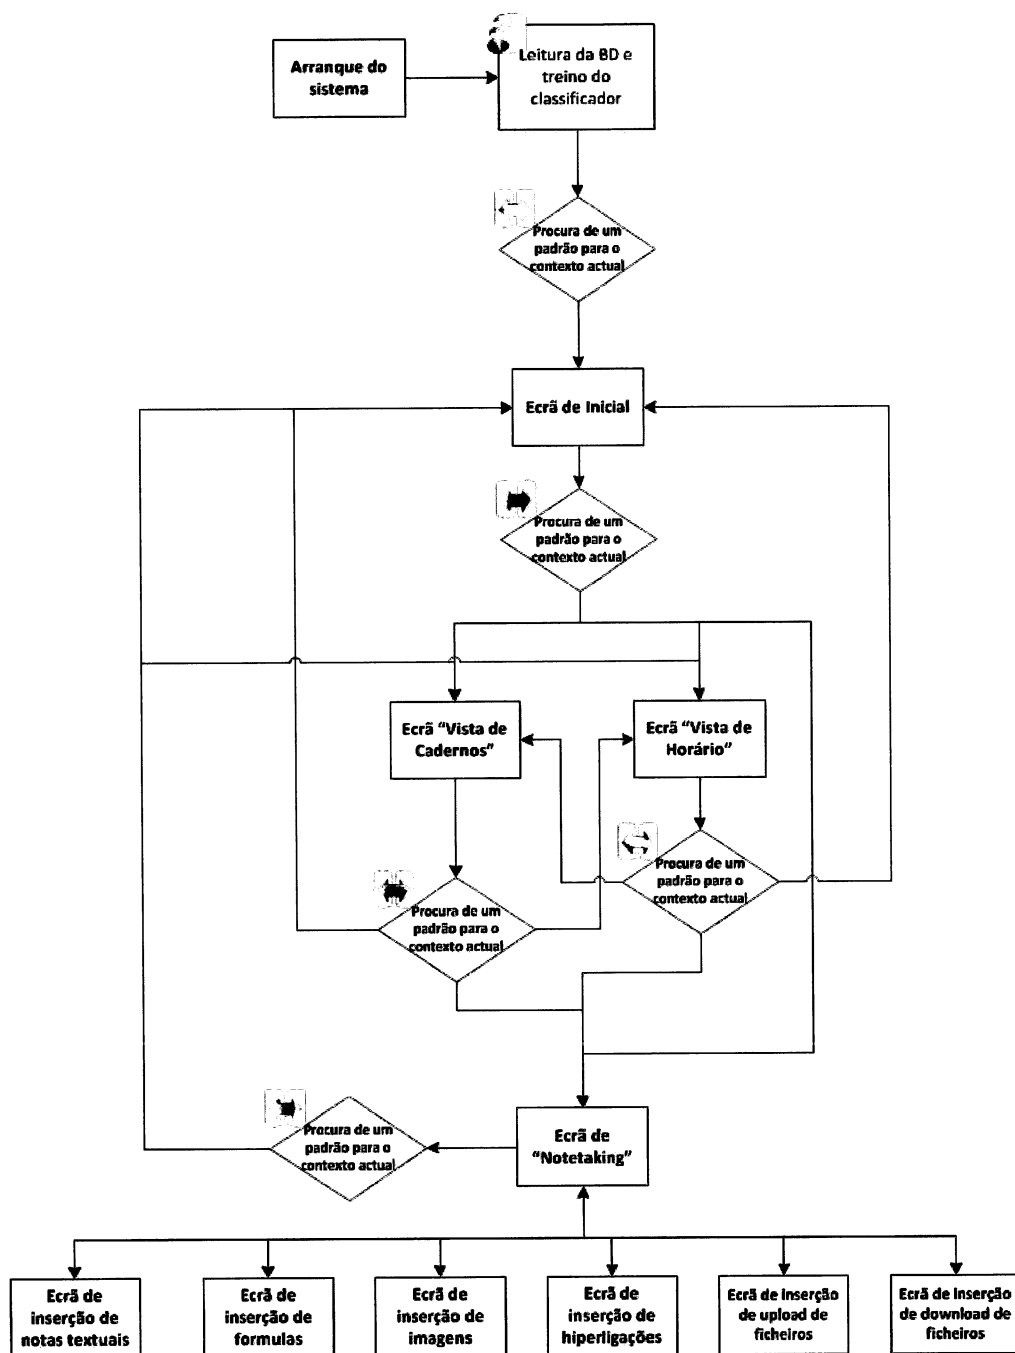 Arranque do
sistema
Leitura da BD e
treino do
classificador
Procura de um
padrão para o
contexto actual
Ecrã de Inicial
Procura de um
padrão para o
contexto actual
Ecrã “Vista de
Cadernos”
Ecrã “Vista de
Horário”
Procura de um
padrão para o
contexto actual
Procura de um
padrão para o
contexto actual
Procura de um
padrão para o
contexto actual
Ecrã de
“Notetaking”
Ecrã de
inserção de
notas textuais
Ecrã de
inserção de
formulas
Ecrã de
inserção de
imagens
Ecrã de
inserção de
hiperligações
Ecrã de Inserção
de upload de
ficheiros
Ecrã de Inserção
de download de
ficheiros